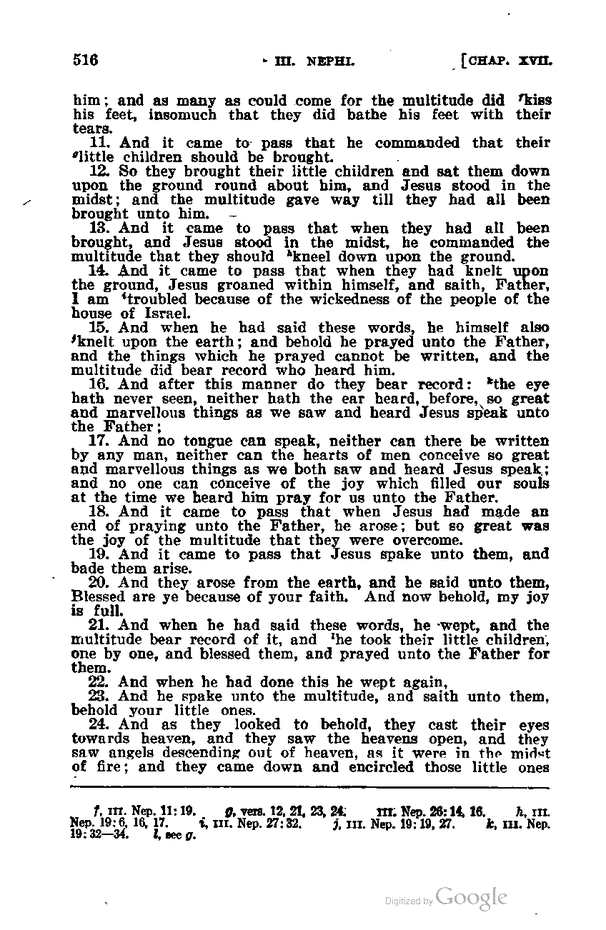 516 III. NEPHI. [CHAP. XVII.
him; and as many as could come for the multitude did ᶠkiss
his feet, insomuch that they did bathe his feet with their
tears.
11. And it came to pass that he commanded that their
ᵍlittle children should be brought.
12. So they brought their little children and sat them down
upon the ground round about him, and Jesus stood in the
midst; and the multitude gave way till they had all been
brought unto him.
13. And it came to pass that when they had all been
brought, and Jesus stood in the midst, he commanded the
multitude that they should ʰkneel down upon the ground.
14. And it came to pass that when they had knelt upon
the ground, Jesus groaned within himself, and saith, Father,
I am ⁱtroubled because of the wickedness of the people of the
house of Israel.
15. And when he had said these words, he himself also
ʲknelt upon the earth; and behold he prayed unto the Father,
and the things which he prayed cannot be written, and the
multitude did bear record who heard him.
16. And after this manner do they bear record: ᵏthe eye
hath never seen, neither hath the ear heard, before, so great
and marvellous things as we saw and heard Jesus speak unto
the Father;
17. And no tongue can speak, neither can there be written
by any man, neither can the hearts of men conceive so great
and marvellous things as we both saw and heard Jesus speak;
and no one can conceive of the joy which filled our souls
at the time we heard him pray for us unto the Father.
18. And it came to pass that when Jesus had made an
end of praying unto the Father, he arose; but so great was
the joy of the multitude that they were overcome.
19. And it came to pass that Jesus spake unto them, and
bade them arise.
20. And they arose from the earth, and he said unto them,
Blessed are ye because of your faith. And now behold, my joy
is full.
21. And when he had said these words, he wept, and the
multitude bear record of it, and ˡhe took their little children,
one by one, and blessed them, and prayed unto the Father for
them.
22. And when he had done this he wept again,
23. And he spake unto the multitude, and saith unto them,
behold your little ones.
24. And as they looked to behold, they cast their eyes
towards heaven, and they saw the heavens open, and they
saw angels descending out of heaven, as it were in the midst
of fire; and they came down and encircled those little ones
f, III. Nep. 11:19. g, vers. 12, 21, 23, 24. III. Nep. 26:14, 16. h, III.
Nep. 19:6, 16, 17. i, III. Nep. 27:32. j, III. Nep. 19:19, 27. k, III. Nep.
19:32—34. l, see g.
Digitized by Google